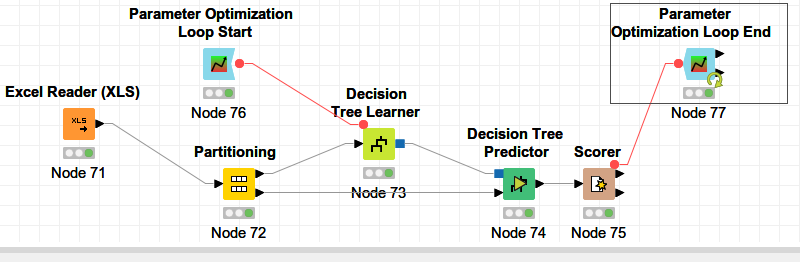 Parameter Optimization
Loop Start
Node 76
Parameter
Optimization Loop End
Node 77
Excel Reader (XLS)
XLS
Node 71
Decision
Tree Learner
Node 73
Partitioning
Node 72
Decision Tree
Predictor
Node 74
Scorer
Node 75